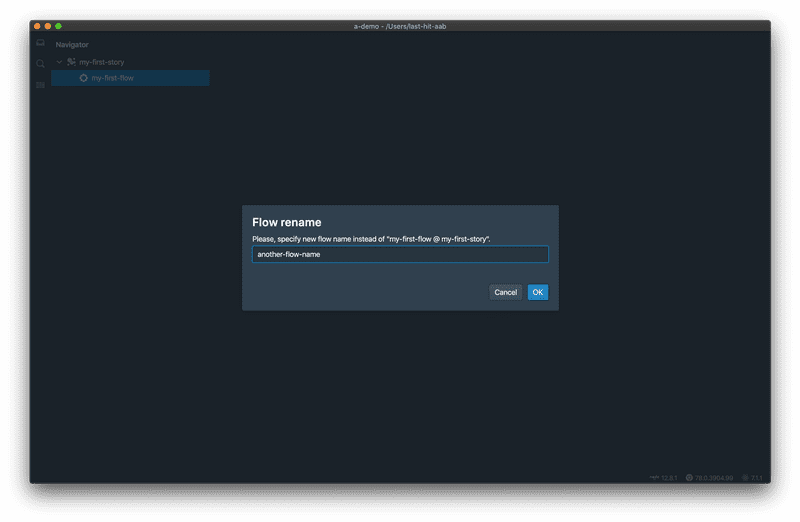 a-demo - /Users/last-hit-aab
Navigator
my-first-story
my-first-flow
Flow rename
Please, specify new flow name instead of "my-first-flow @ my-first-story".
another-flow-name
Cancel
OK
12.8.1
78.0.3904.99
7.1.1